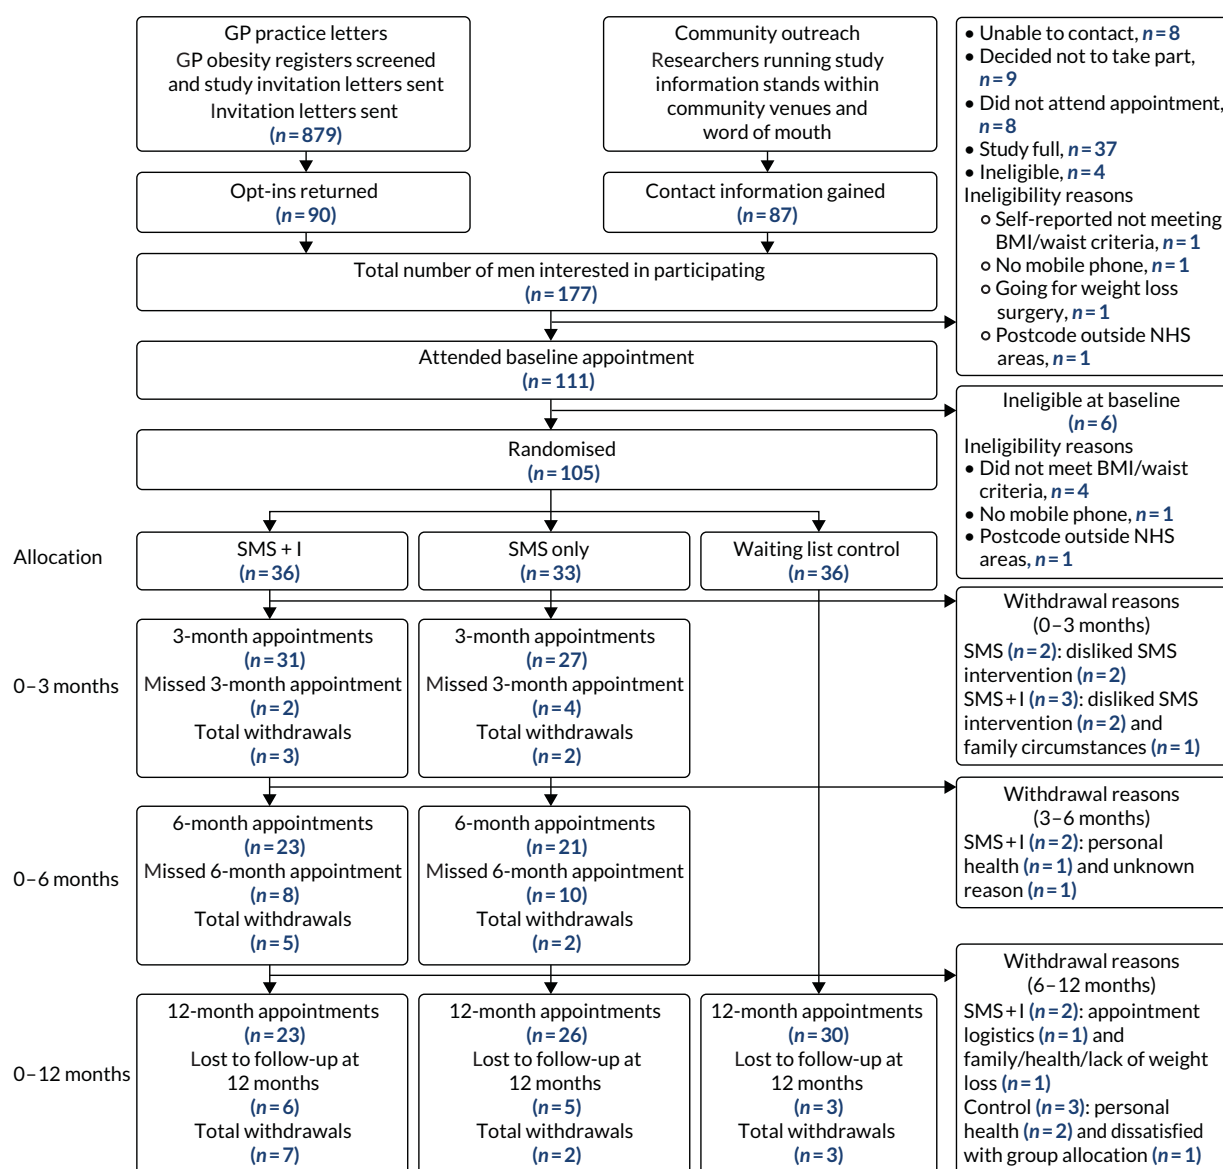 GP practice letters
GP obesity registers screened
and study invitation letters sent
Invitation letters sent
(n=879)
Community outreach
Researchers running study
information stands within
community venues and
word of mouth
• Unable to contact, n=8
• Decided not to take part,
n=9
• Did not attend appointment,
n=8
• Study full, n=37
• Ineligible, n=4
Ineligibility reasons
○ Self-reported not meeting
BMI/waist criteria, n=1
○ No mobile phone, n=1
○ Going for weight loss
surgery, n=1
○ Postcode outside NHS
areas, n=1
Opt-ins returned
(n=90)
Contact information gained
(n=87)
Total number of men interested in participating
(n=177)
Attended baseline appointment
(n=111)
Ineligible at baseline
(n=6)
Ineligibility reasons
• Did not meet BMI/waist
criteria, n=4
• No mobile phone, n=1
• Postcode outside NHS
areas, n=1
Randomised
(n=105)
Allocation
SMS + I
(n=36)
SMS only
(n=33)
Waiting list control
(n=36)
Withdrawal reasons
(0–3 months)
SMS (n=2): disliked SMS
intervention (n=2)
SMS+I (n=3): disliked SMS
intervention (n=2) and
family circumstances (n=1)
0–3 months
3-month appointments
(n=31)
Missed 3-month appointment
(n=2)
Total withdrawals
(n=3)
3-month appointments
(n=27)
Missed 3-month appointment
(n=4)
Total withdrawals
(n=2)
Withdrawal reasons
(3–6 months)
SMS+I (n=2): personal
health (n=1) and unknown
reason (n=1)
0–6 months
6-month appointments
(n=23)
Missed 6-month appointment
(n=8)
Total withdrawals
(n=5)
6-month appointments
(n=21)
Missed 6-month appointment
(n=10)
Total withdrawals
(n=2)
Withdrawal reasons
(6–12 months)
SMS+I (n=2): appointment
logistics (n=1) and
family/health/lack of weight
loss (n=1)
Control (n=3): personal
health (n=2) and dissatisfied
with group allocation (n=1)
0–12 months
12-month appointments
(n=23)
Lost to follow-up at
12 months
(n=6)
Total withdrawals
(n=7)
12-month appointments
(n=26)
Lost to follow-up at
12 months
(n=5)
Total withdrawals
(n=2)
12-month appointments
(n=30)
Lost to follow-up at
12 months
(n=3)
Total withdrawals
(n=3)